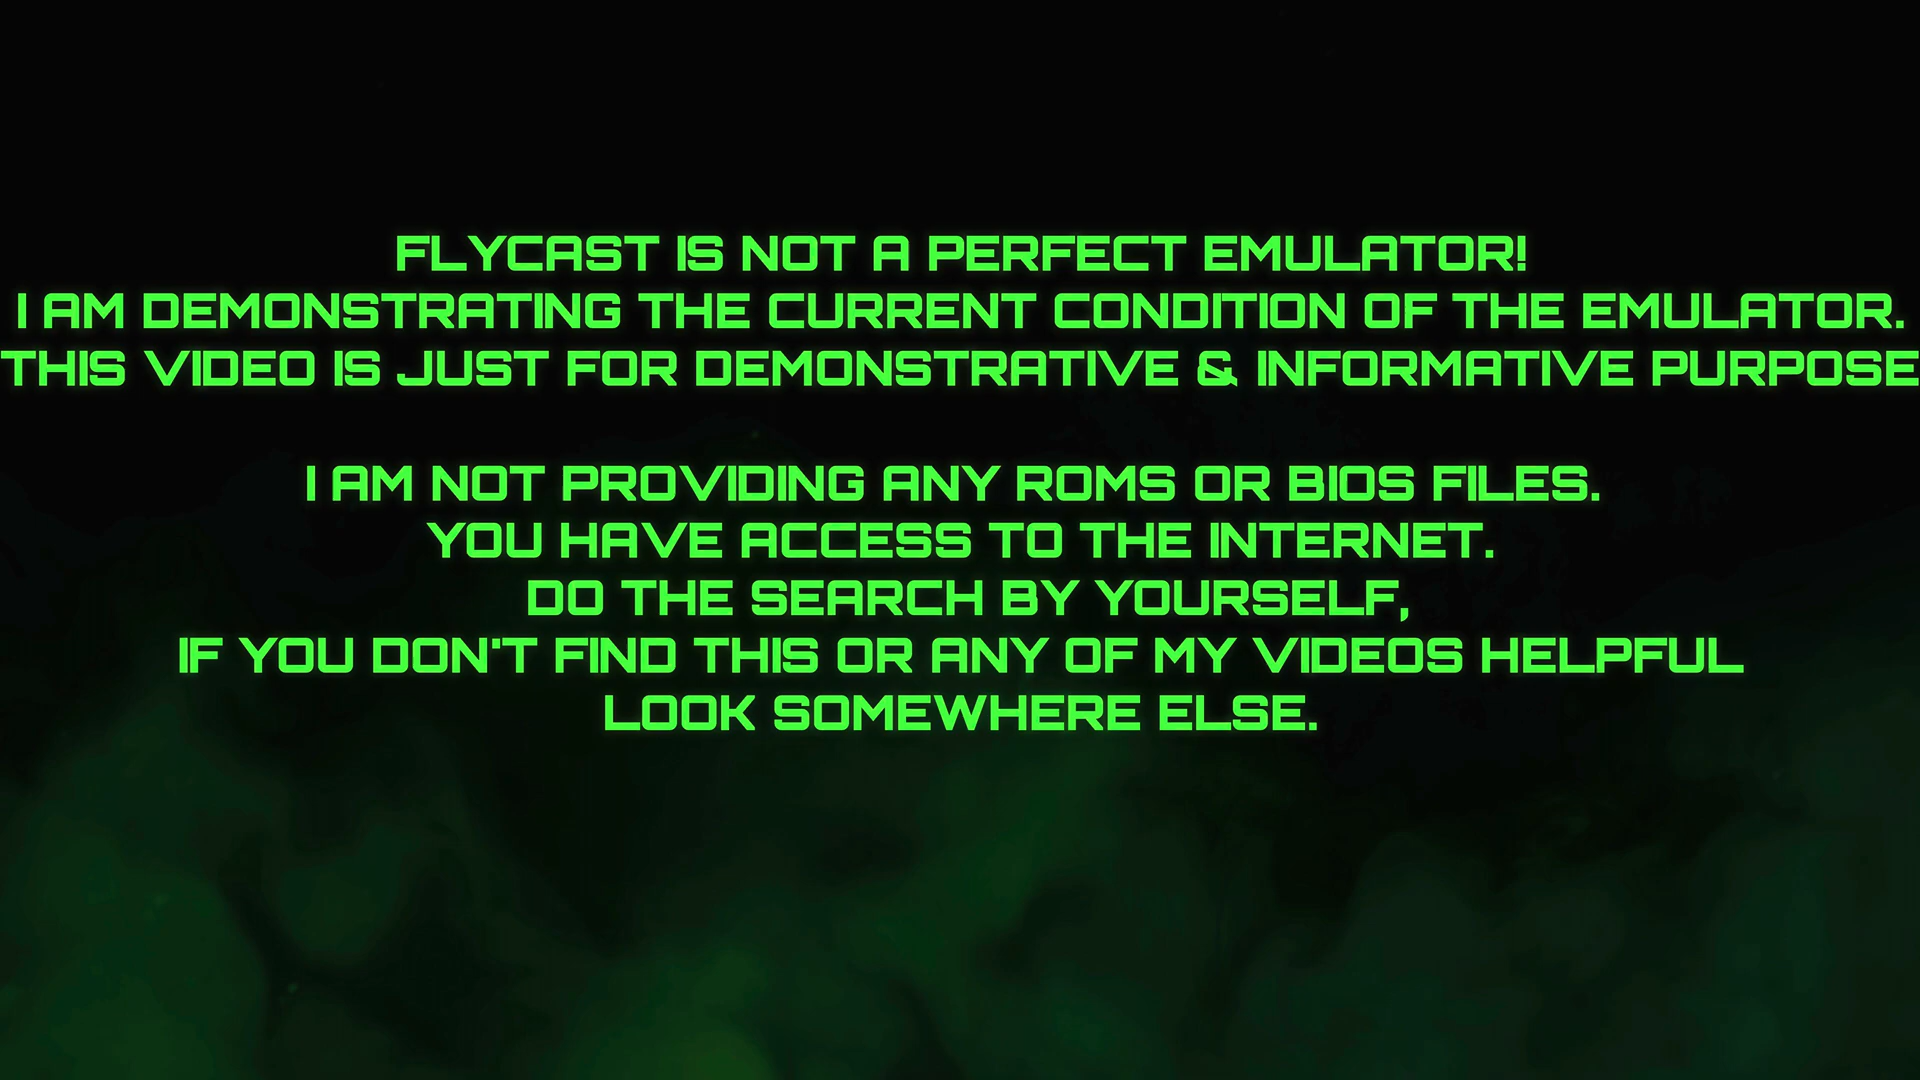 FLYCAST IS NOT A PERFECT EMULATOR!
I AM DEMONSTRATING THE CURRENT CONDITION OF THE EMULATOR.
THIS VIDEO IS JUST FOR DEMONSTRATIVE & INFORMATIVE PURPOSE
I AM NOT PROVIDING ANY ROMS OR BIOS FILES.
YOU HAVE ACCESS TO THE INTERNET.
DO THE SEARCH BY YOURSELF,
IF YOU DON'T FIND THIS OR ANY OF MY VIDEOS HELPFUL
LOOK SOMEWHERE ELSE.